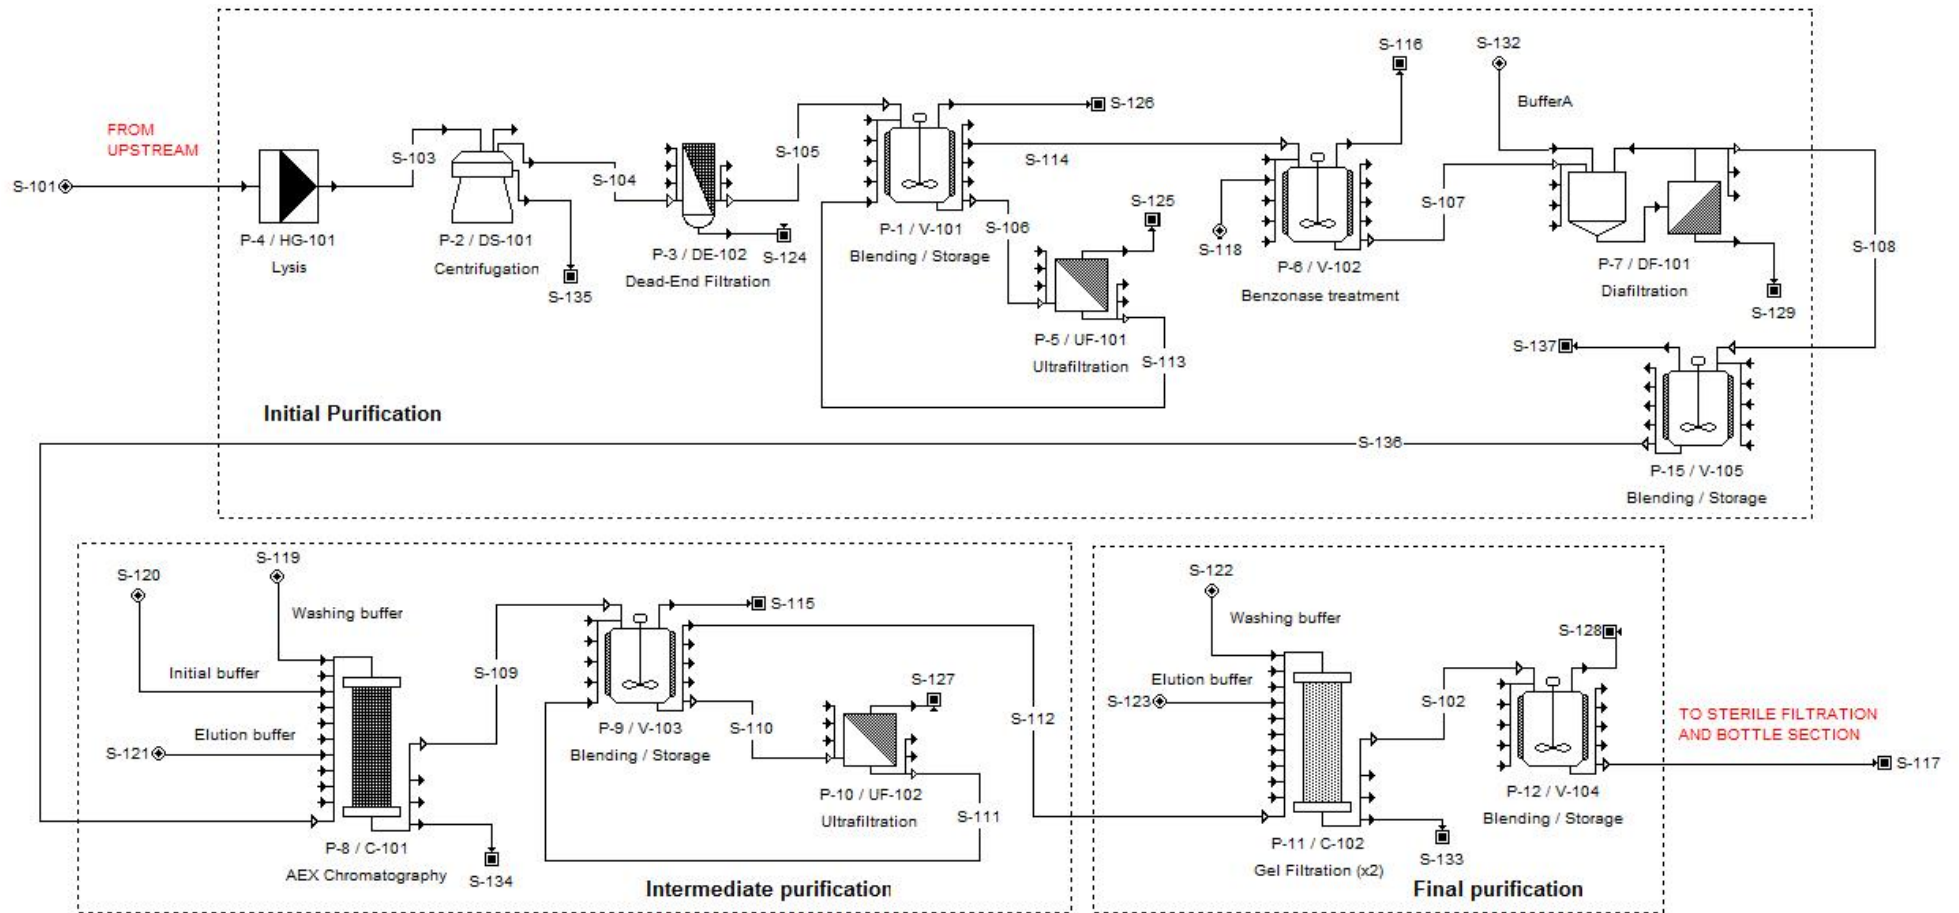 S-116
S-132
BufferA
FROM
UPSTREAM
S-126
S-103
S-105
S-114
S-101
S-104
S-107
S-125
S-106
S-118
S-108
P-4 / HG-101
Lysis
P-2 / DS-101
Centrifugation
S-135
P-3 / DE-102
Dead-End Filtration
S-124
P-1 / V-101
Blending / Storage
P-6 / V-102
Benzonase treatment
P-7 / DF-101
Diafiltration
S-129
P-5 / UF-101
Ultrafiltration
S-113
S-137
Initial Purification
S-136
P-15 / V-105
Blending / Storage
S-119
S-120
Washing buffer
Initial buffer
Elution buffer
S-121
S-109
S-115
P-9 / V-103
Blending / Storage
S-110
S-127
S-112
P-10 / UF-102
Ultrafiltration
S-111
P-8 / C-101
AEX Chromatography
S-134
Intermediate purification
S-122
Washing buffer
Elution buffer
S-123
S-102
S-128
TO STERILE FILTRATION
AND BOTTLE SECTION
S-117
P-12 / V-104
Blending / Storage
P-11 / C-102
Gel Filtration (x2)
S-133
Final purification